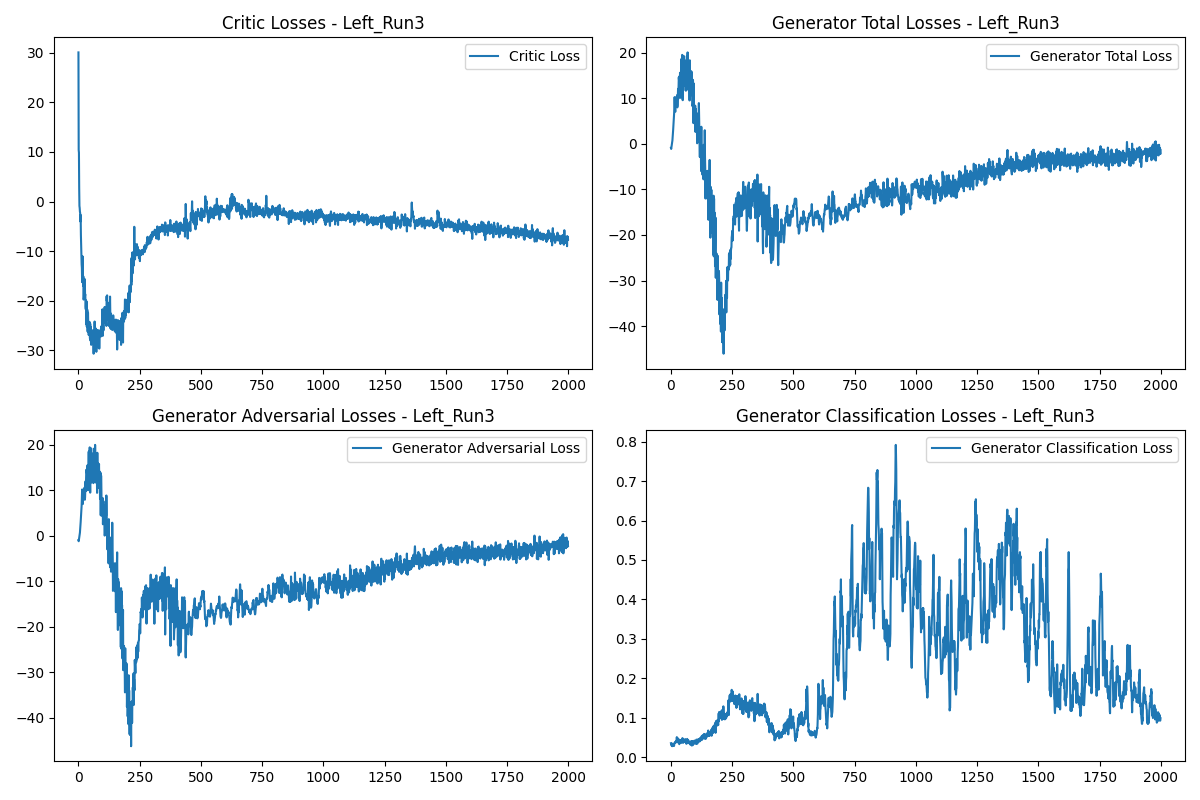 Critic Losses - Left_Run3
Critic Loss
30
20
10
0
−10
−20
−30
0 250 500 750 1000 1250 1500 1750 2000
Generator Total Losses - Left_Run3
Generator Total Loss
20
10
0
−10
−20
−30
−40
0 250 500 750 1000 1250 1500 1750 2000
Generator Adversarial Losses - Left_Run3
Generator Adversarial Loss
20
10
0
−10
−20
−30
−40
0 250 500 750 1000 1250 1500 1750 2000
Generator Classification Losses - Left_Run3
Generator Classification Loss
0.8
0.7
0.6
0.5
0.4
0.3
0.2
0.1
0.0
0 250 500 750 1000 1250 1500 1750 2000